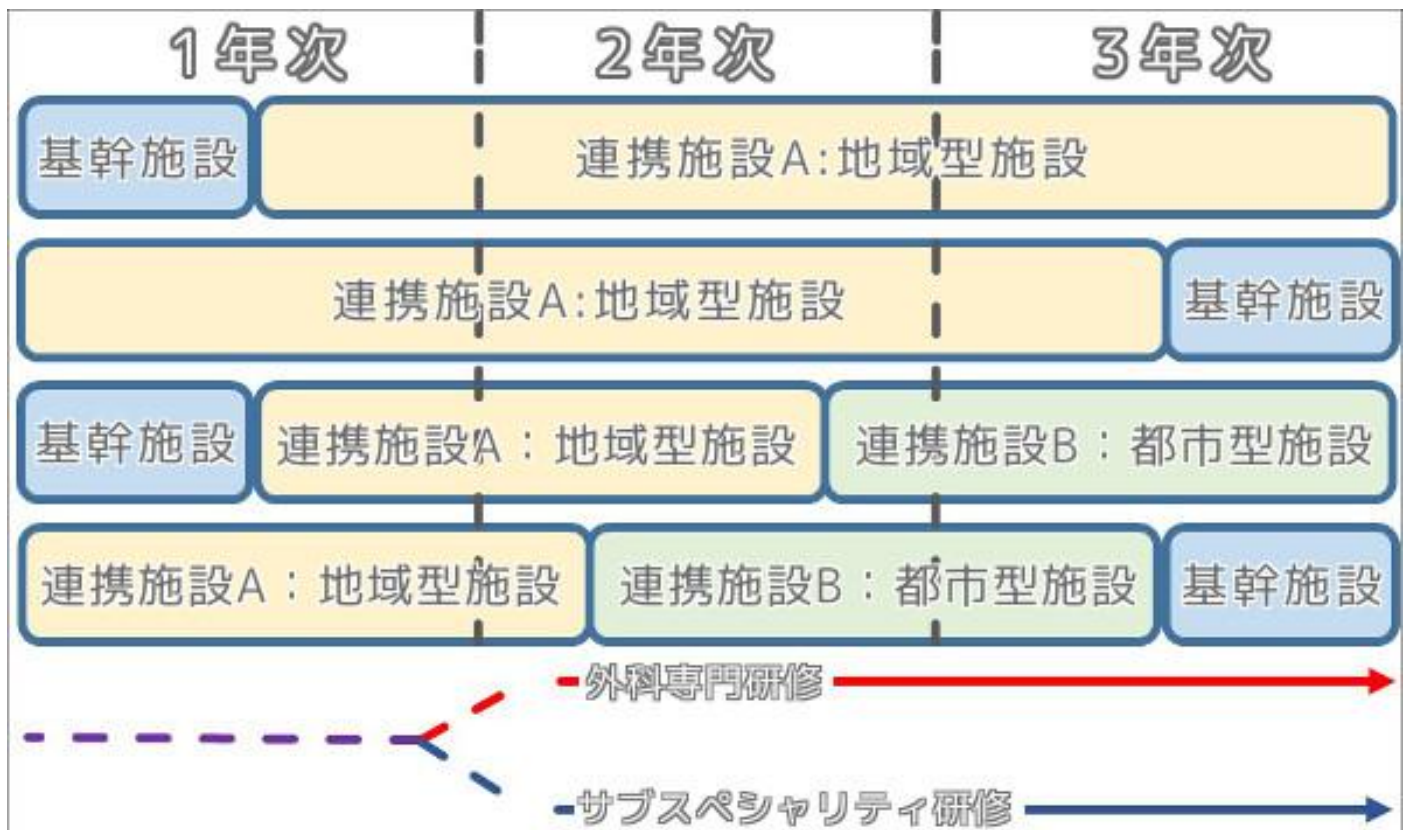 1年次 2年次 3年次
基幹施設 連携施設A:地域型施設
連携施設A:地域型施設 基幹施設
基幹施設 連携施設A：地域型施設 連携施設B：都市型施設
連携施設A：地域型施設 連携施設B：都市型施設 基幹施設
外科専門研修
サブスペシャリティ研修